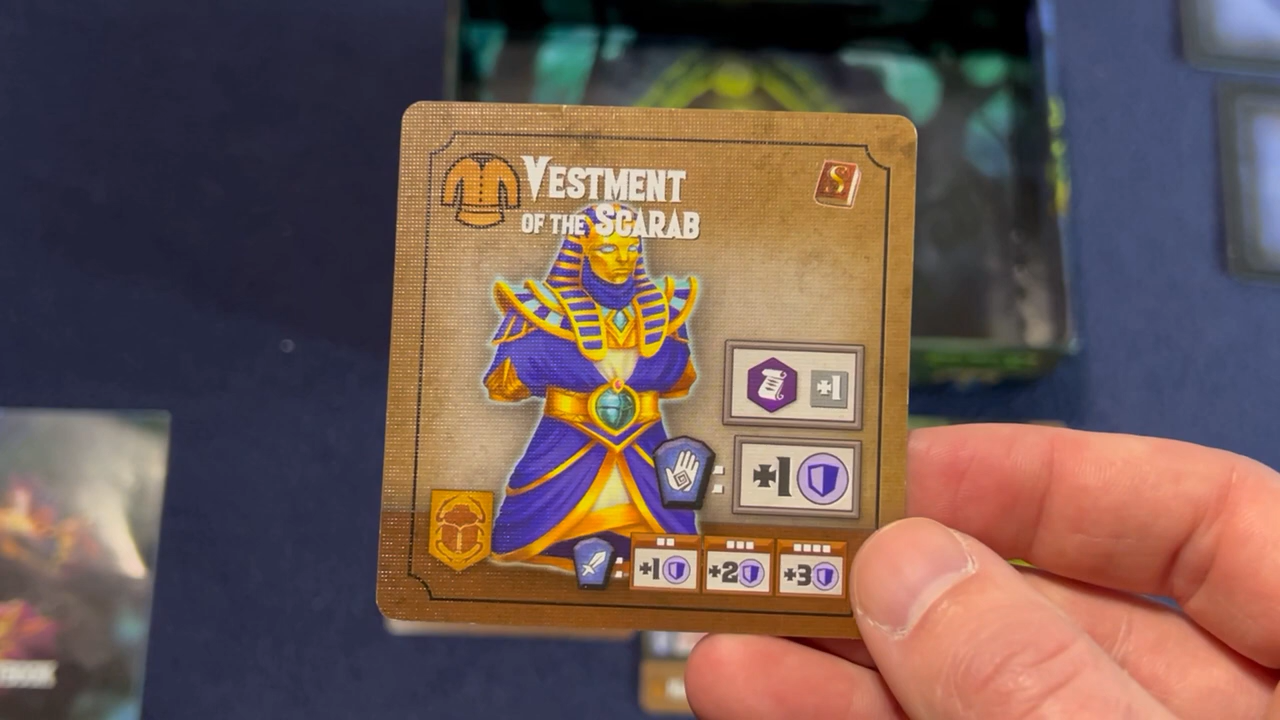 VESTMENT
OF THE SCARAB
S
+1
+1
+1
+2
+3